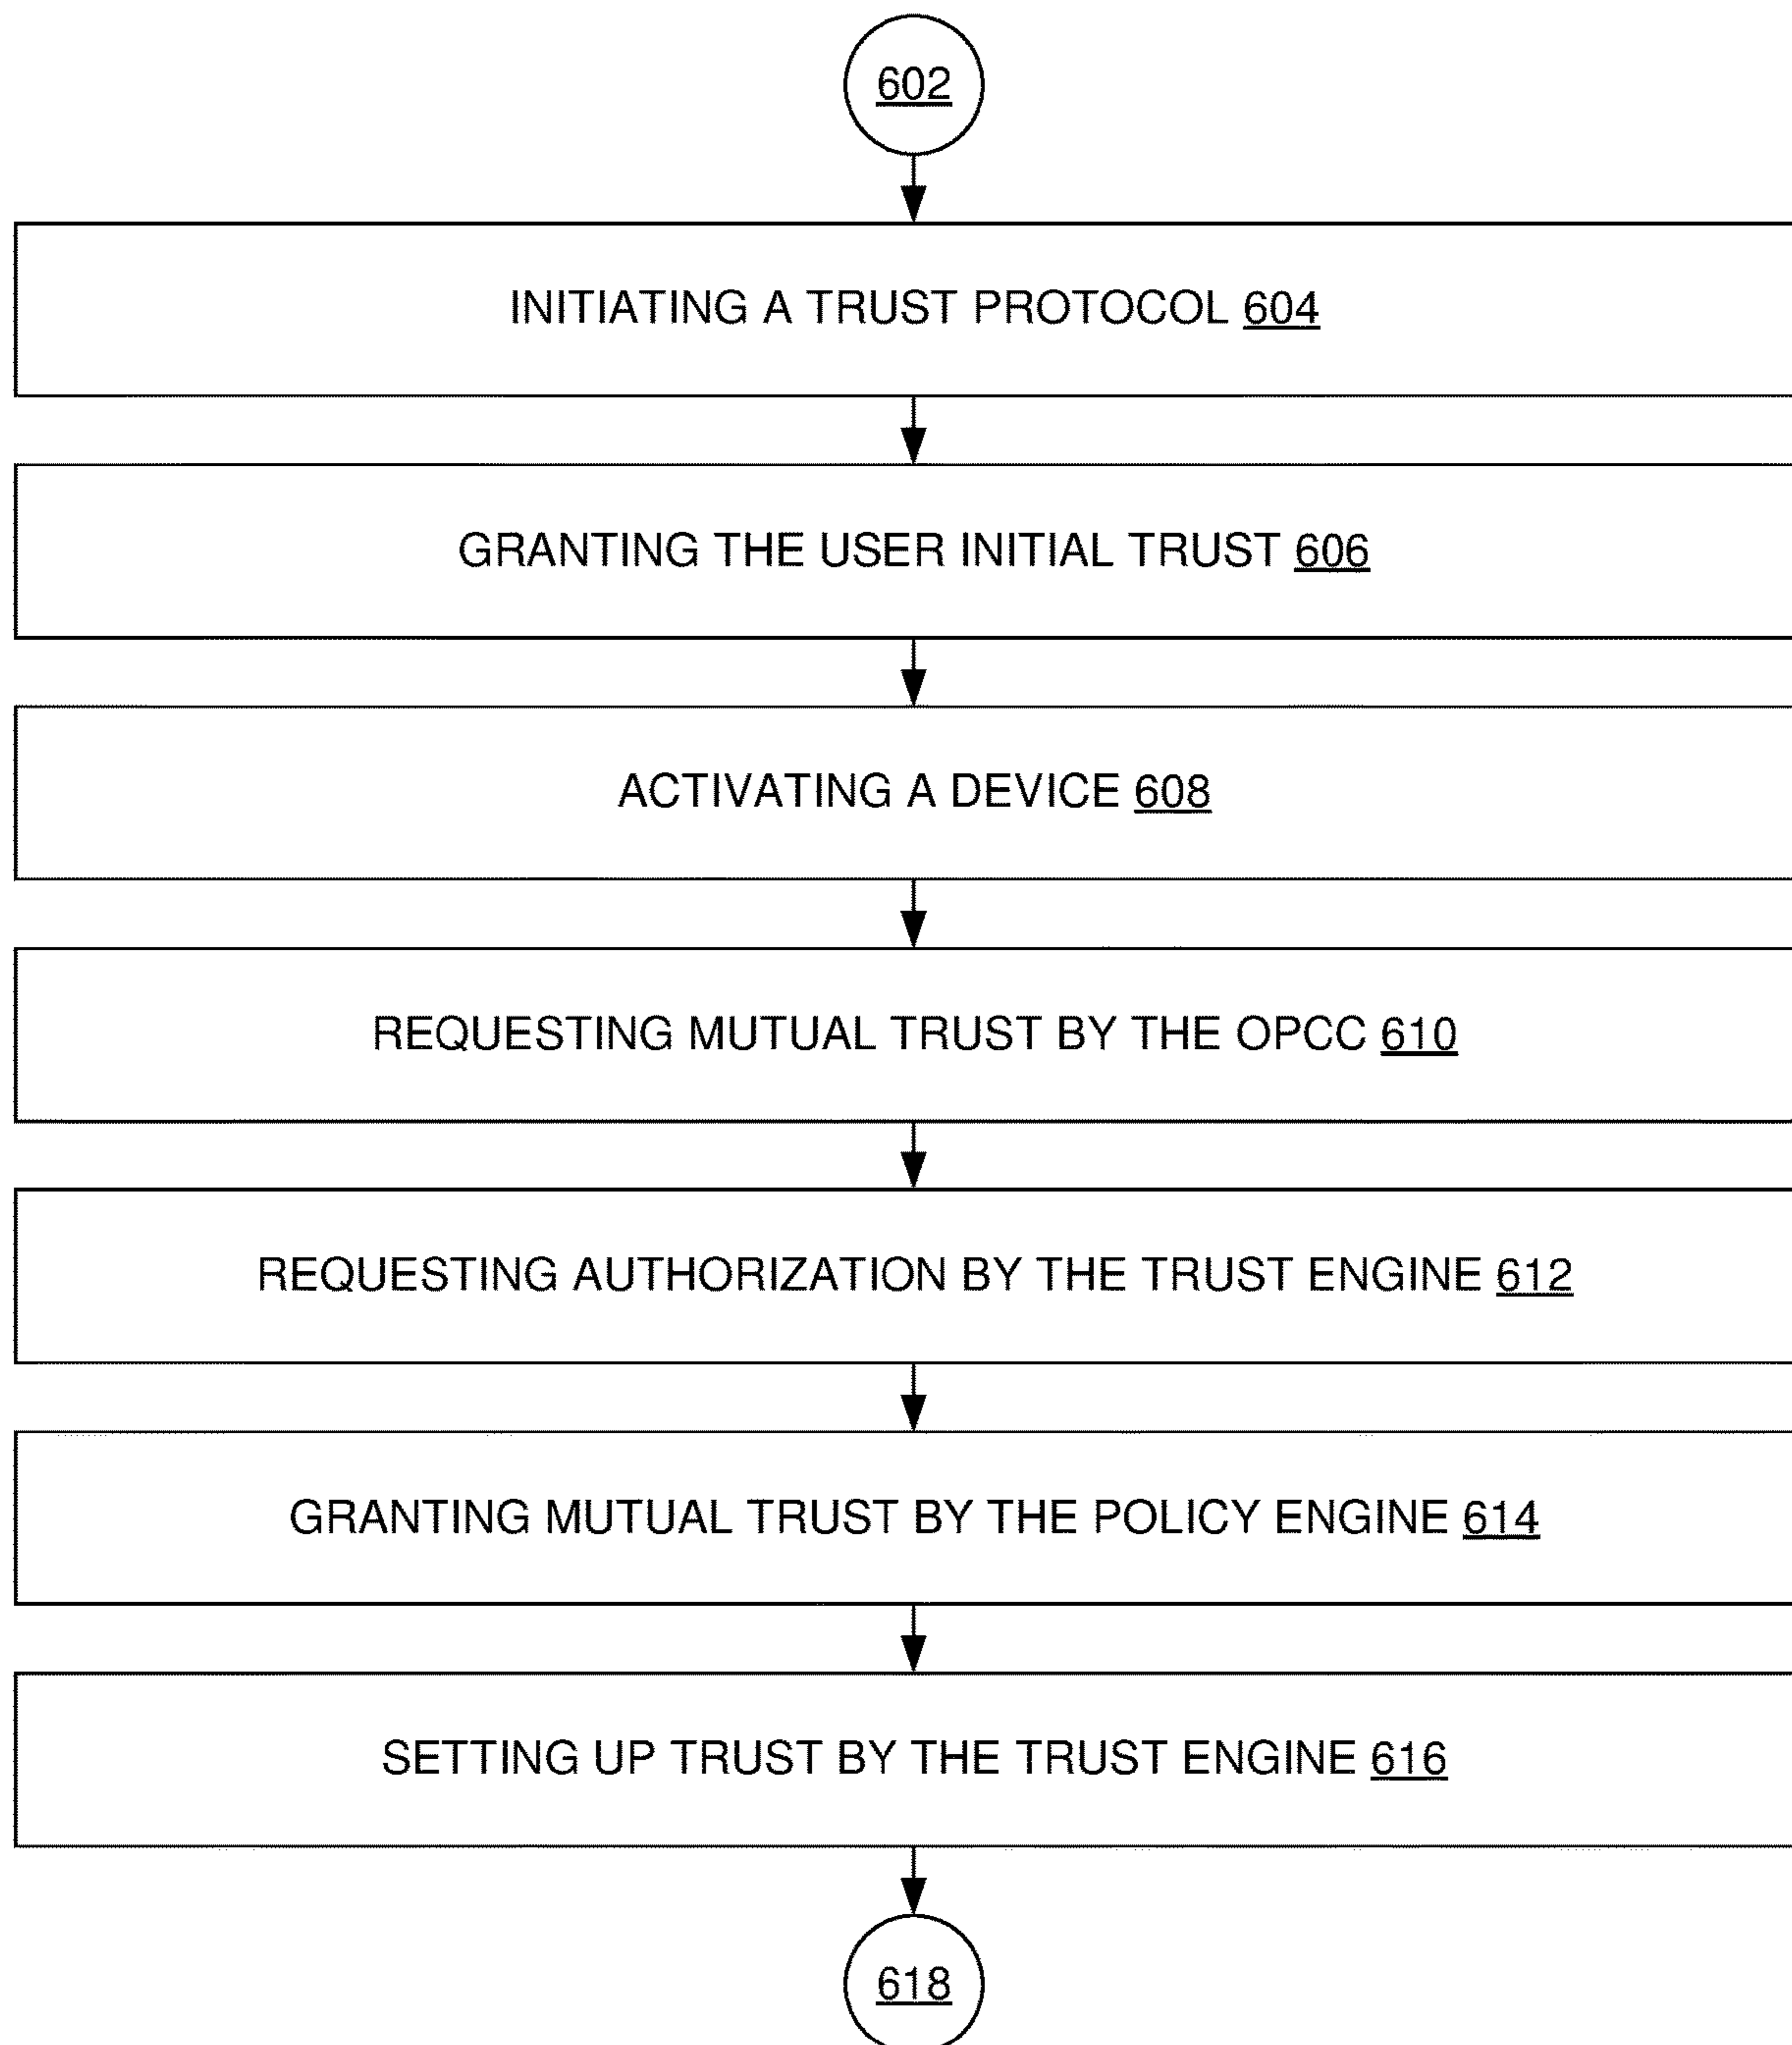 602
INITIATING A TRUST PROTOCOL 604
GRANTING THE USER INITIAL TRUST 606
ACTIVATING A DEVICE 608
REQUESTING MUTUAL TRUST BY THE OPCC 610
REQUESTING AUTHORIZATION BY THE TRUST ENGINE 612
GRANTING MUTUAL TRUST BY THE POLICY ENGINE 614
SETTING UP TRUST BY THE TRUST ENGINE 616
618